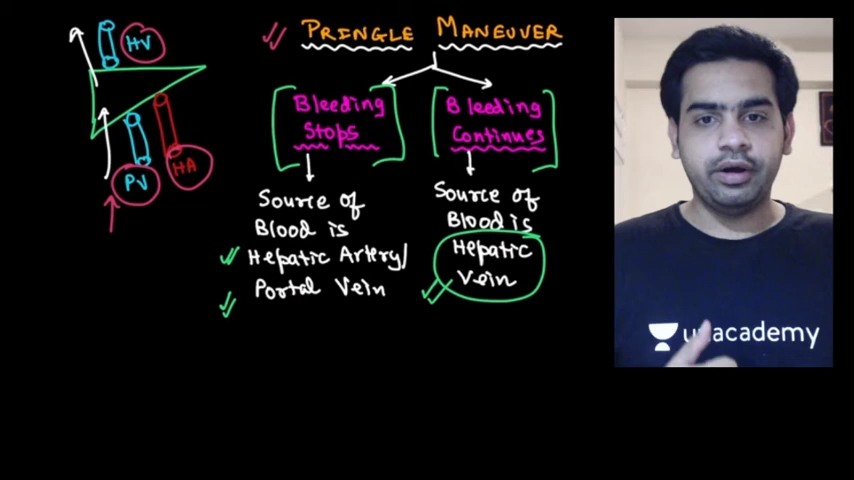 HV
PV
HA
PRINGLE MANEUVER
Bleeding
Stops
Source of
Blood is
Hepatic Artery/
Portal Vein
Bleeding
Continues
Source of
Blood is
Hepatic
Vein
unacademy